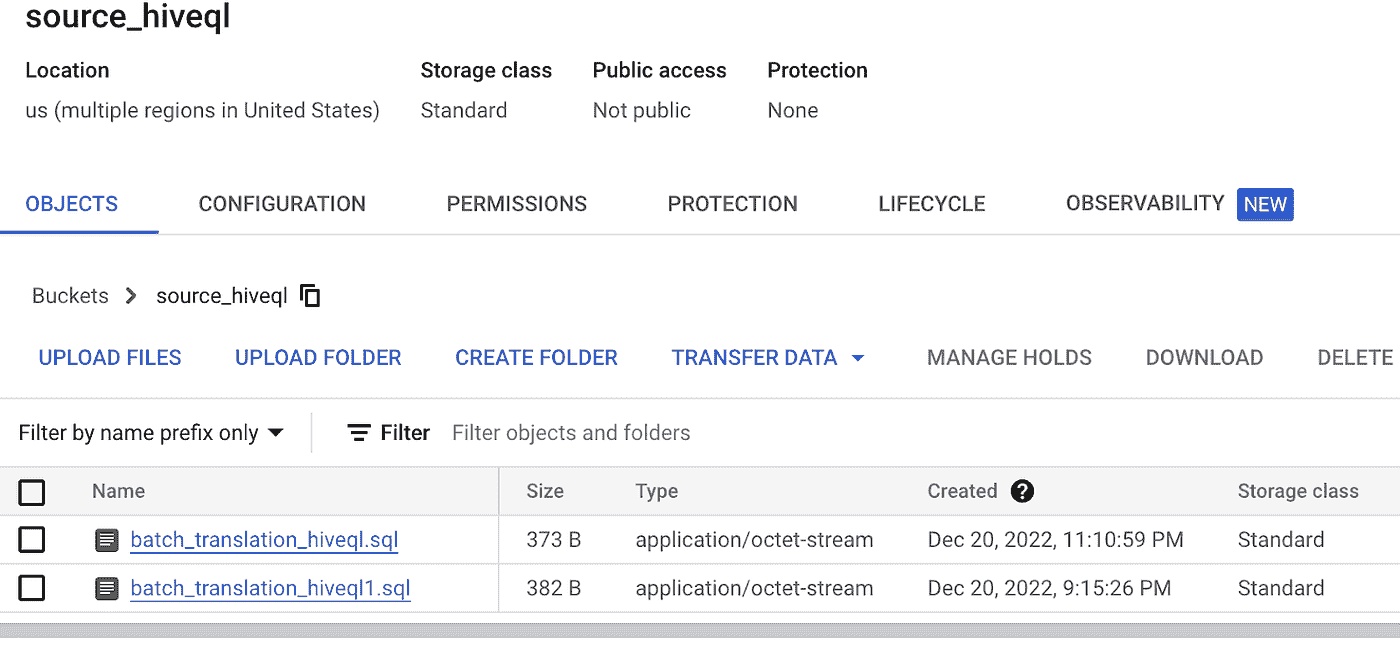 source_hiveql
Location Storage class Public access Protection
us (multiple regions in United States) Standard Not public None
OBJECTS CONFIGURATION PERMISSIONS PROTECTION LIFECYCLE OBSERVABILITY NEW
Buckets source_hiveql
UPLOAD FILES UPLOAD FOLDER CREATE FOLDER TRANSFER DATA MANAGE HOLDS DOWNLOAD DELETE
Filter by name prefix only Filter Filter objects and folders
Name Size Type Created ? Storage class
batch_translation_hiveql.sql 373 B application/octet-stream Dec 20, 2022, 11:10:59 PM Standard
batch_translation_hiveql1.sql 382 B application/octet-stream Dec 20, 2022, 9:15:26 PM Standard